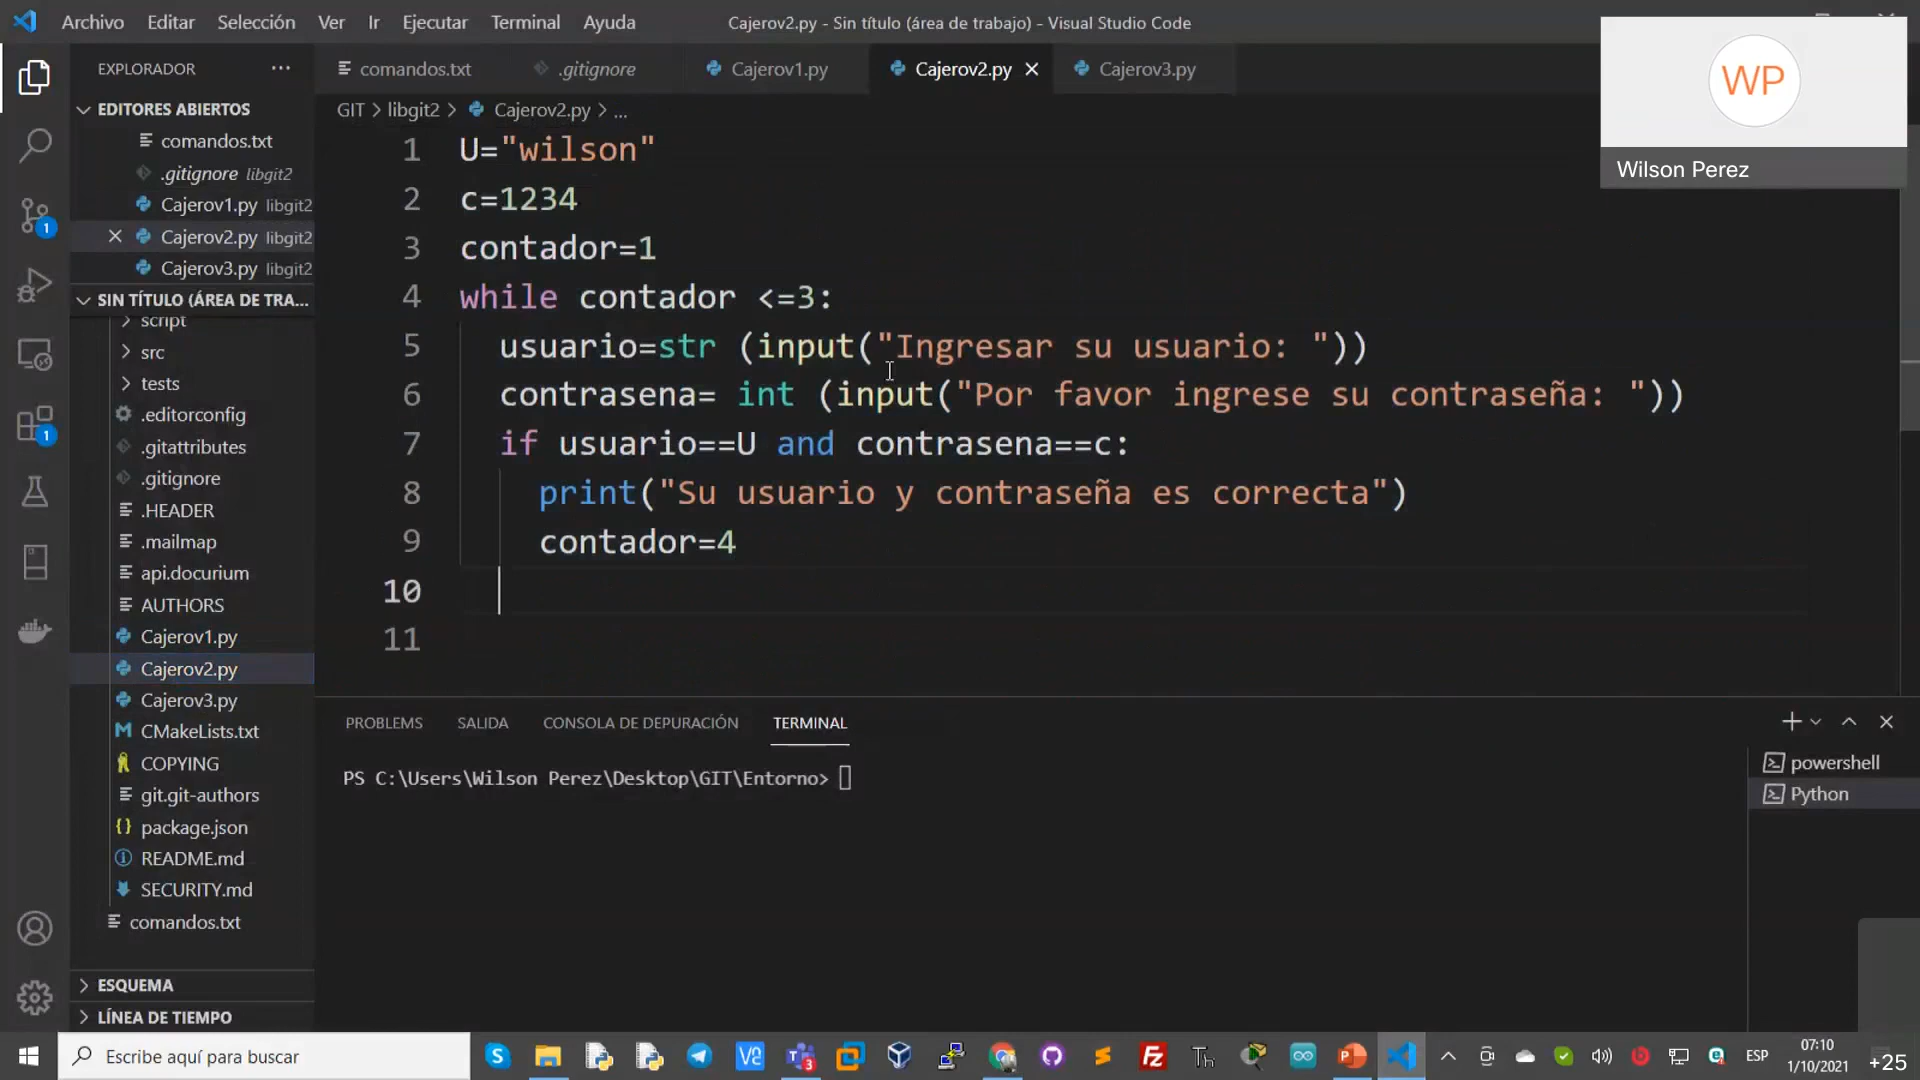 Archivo Editar Selección Ver Ir Ejecutar Terminal Ayuda
Cajerov2.py - Sin título (área de trabajo) - Visual Studio Code
WP
Wilson Perez
EXPLORADOR
comandos.txt .gitignore Cajerov1.py Cajerov2.py Cajerov3.py
EDITORES ABIERTOS
comandos.txt
.gitignore libgit2
Cajerov1.py libgit2
Cajerov2.py libgit2
Cajerov3.py libgit2
SIN TÍTULO (ÁREA DE TRA...
script
src
tests
.editorconfig
.gitattributes
.gitignore
.HEADER
.mailmap
api.docurium
AUTHORS
Cajerov1.py
Cajerov2.py
Cajerov3.py
CMakeLists.txt
COPYING
git.git-authors
package.json
README.md
SECURITY.md
comandos.txt
ESQUEMA
LÍNEA DE TIEMPO
1
1
GIT > libgit2 > Cajerov2.py > ...
1 U="wilson"
2 c=1234
3 contador=1
4 while contador <=3:
5 usuario=str (input("Ingresar su usuario: "))
6 contrasena= int (input("Por favor ingrese su contraseña: "))
7 if usuario==U and contrasena==c:
8 print("Su usuario y contraseña es correcta")
9 contador=4
10
11
PROBLEMS SALIDA CONSOLA DE DEPURACIÓN TERMINAL
PS C:\Users\Wilson Perez\Desktop\GIT\Entorno>
powershell
Python
Escribe aquí para buscar
ESP
07:10
1/10/2021
+25